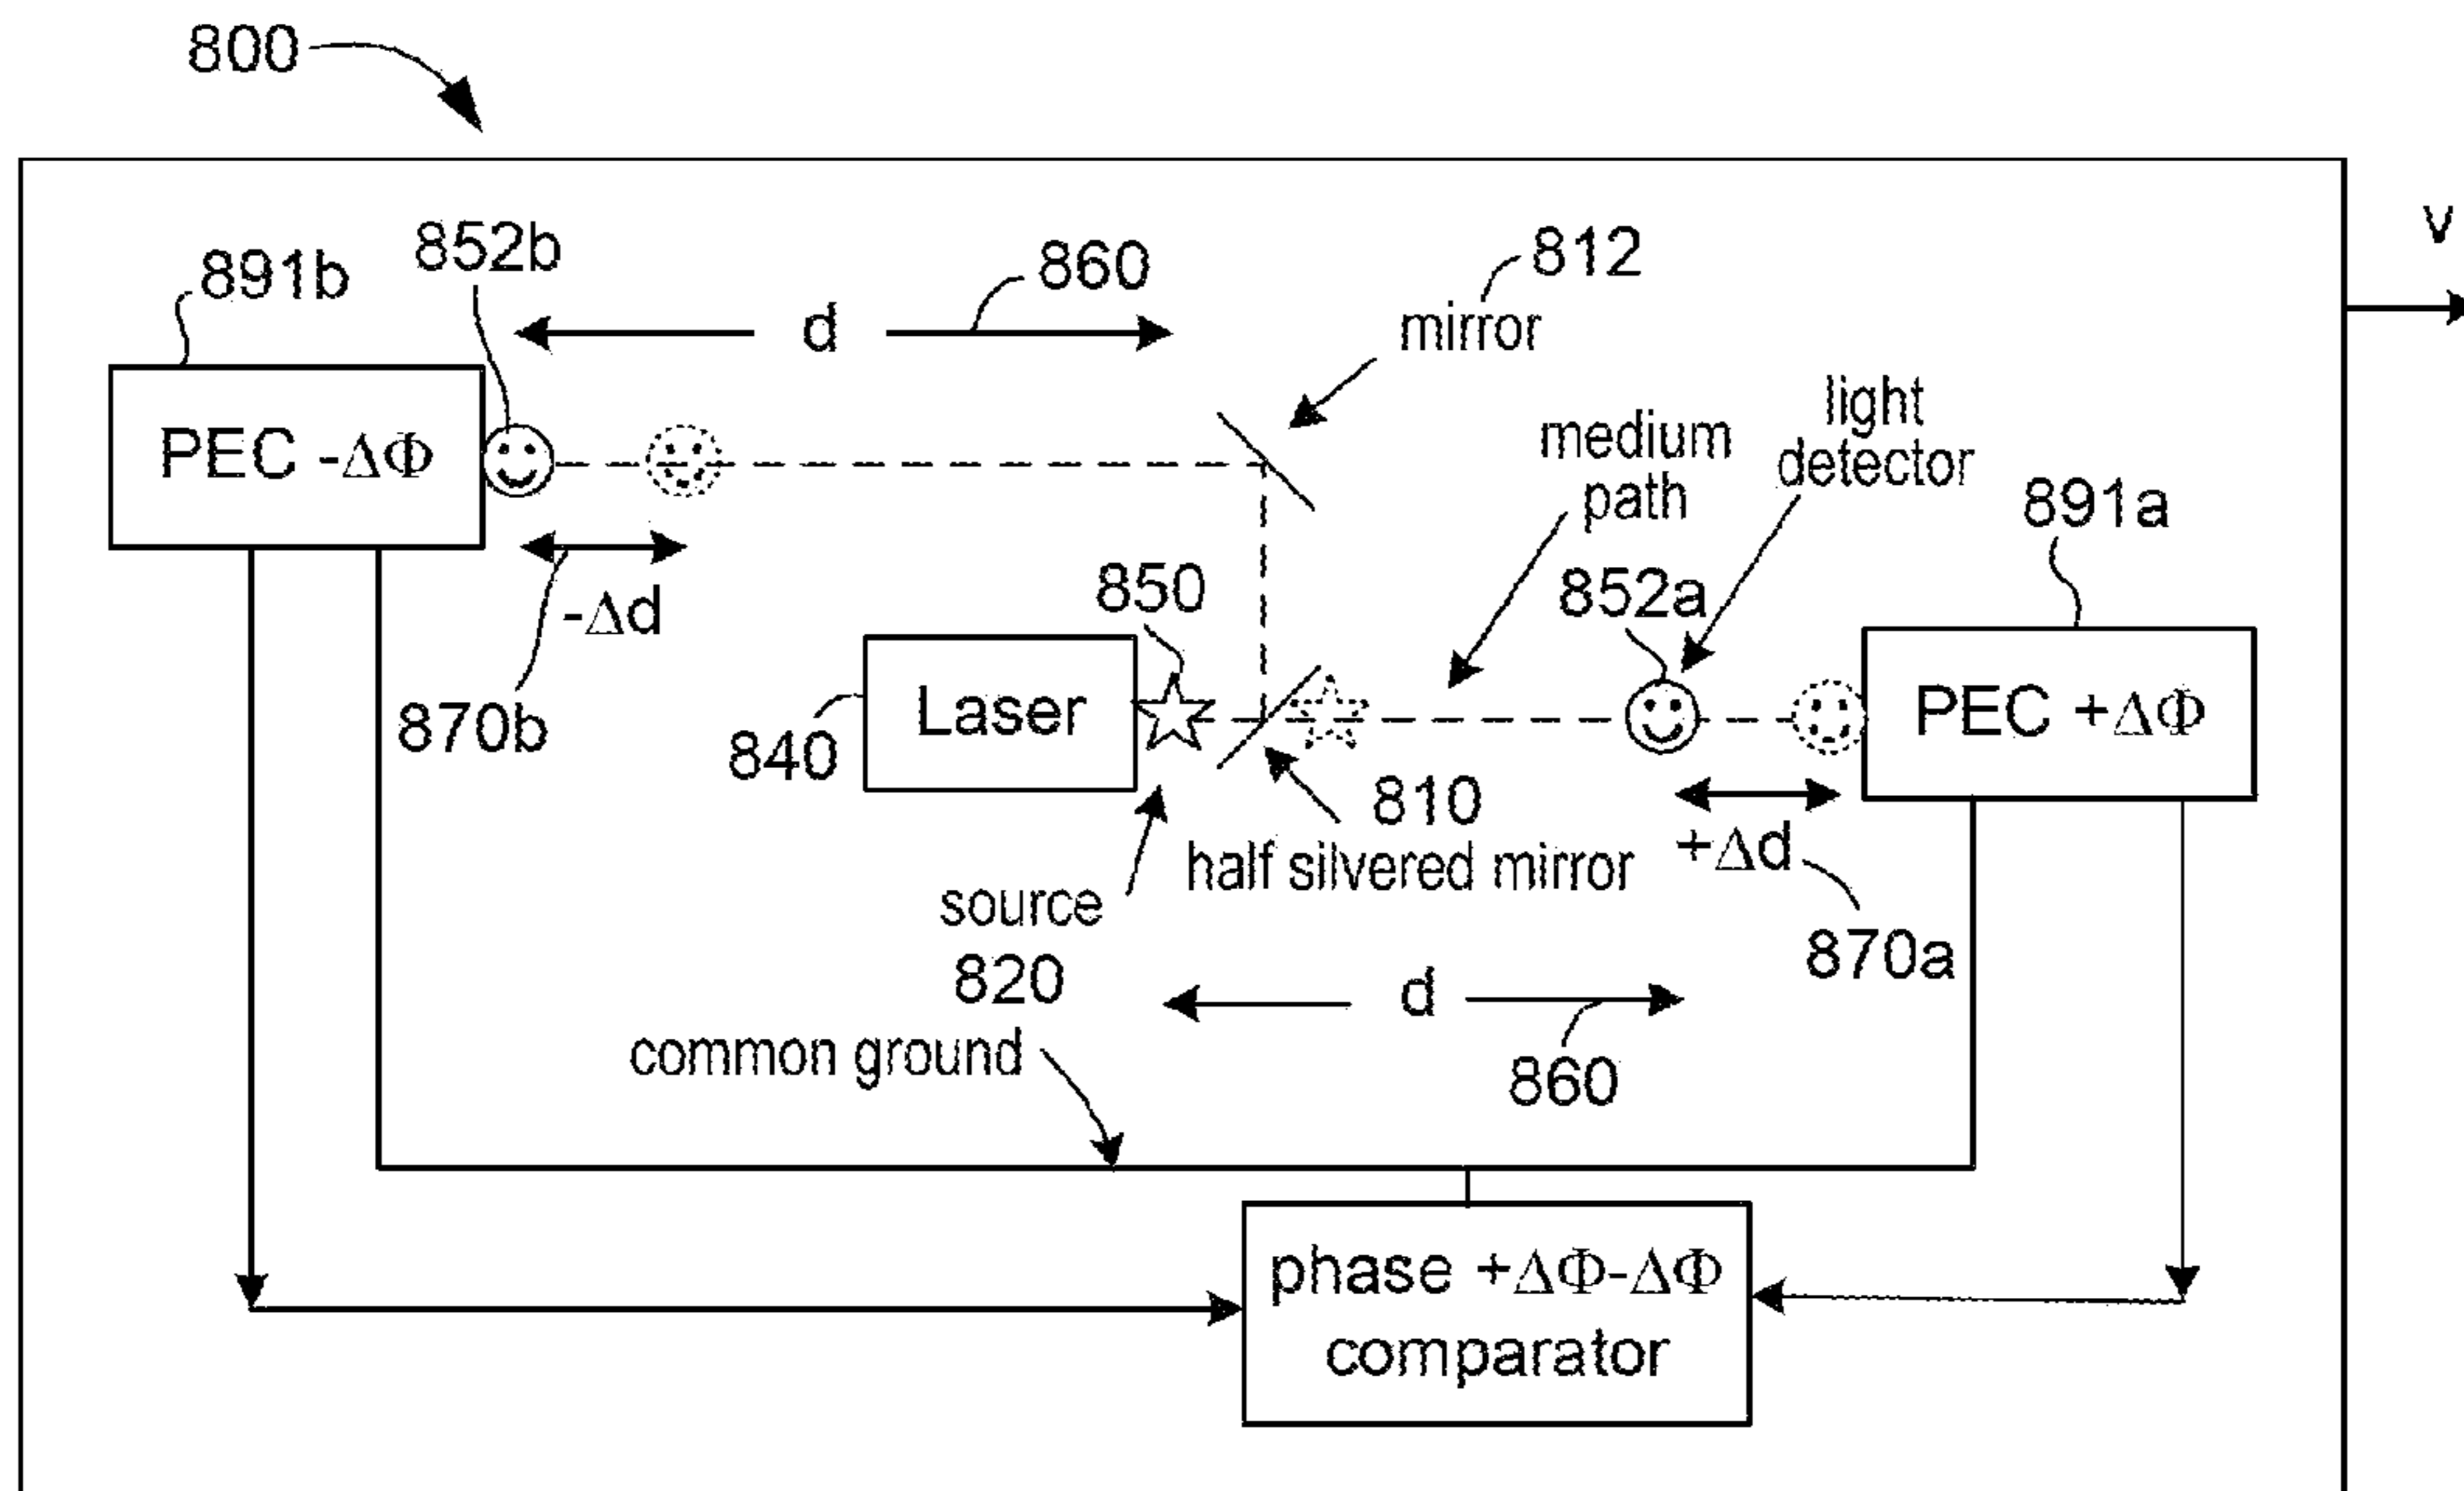 800
v
852b
891b
860
812
d
mirror
PEC -ΔΦ
light
detector
medium
path
891a
850
852a
-Δd
870b
Laser
840
PEC +ΔΦ
810
half silvered mirror
+Δd
source
820
870a
d
common ground
860
phase +ΔΦ-ΔΦ
comparator